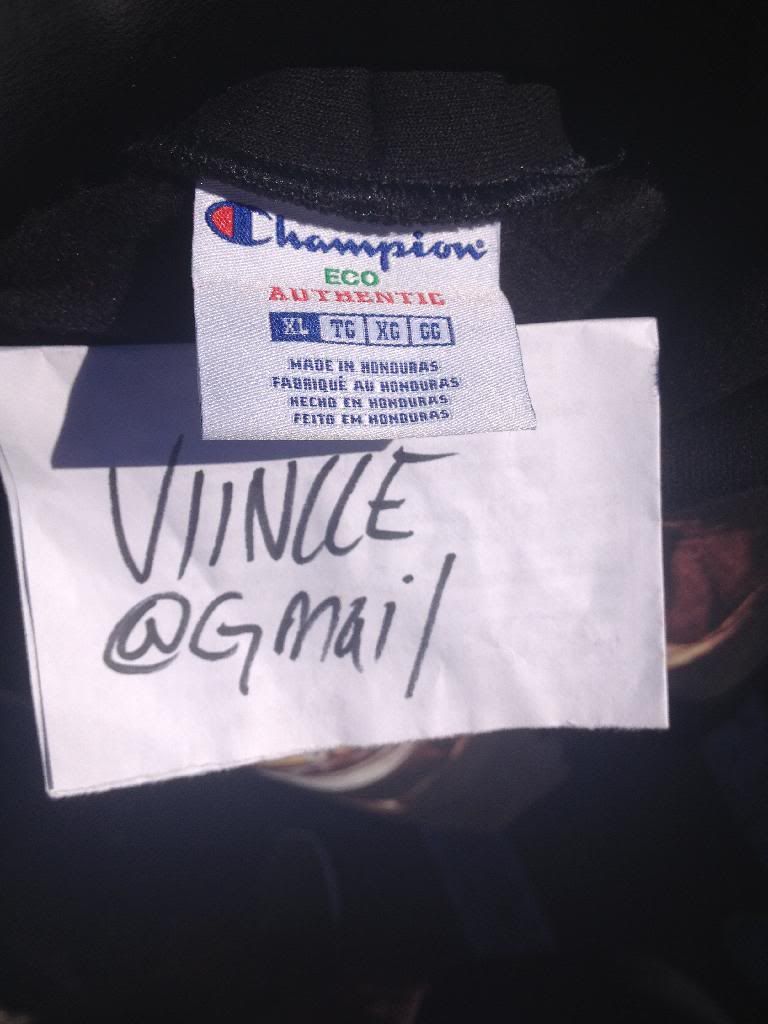 Champion
ECO
AUTHENTIC
XL TG XG GG
MADE IN HONDURAS
FABRIQUÉ AU HONDURAS
HECHO EN HONDURAS
FEITO EM HONDURAS
VIINCCE
@Gmail